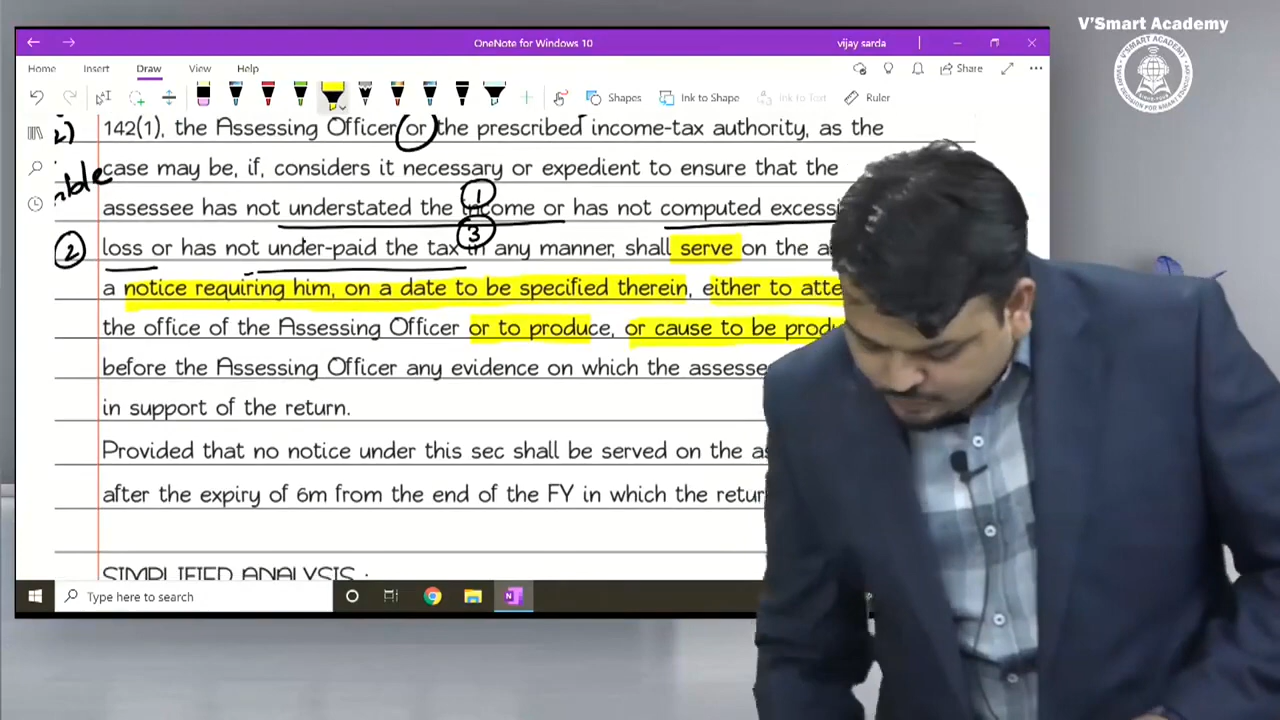 V'Smart Academy
OneNote for Windows 10
vijay sarda
Home Insert Draw View Help
Share
Shapes Ink to Shape Ink to Text Ruler
142(1), the Assessing Officer or the prescribed income-tax authority, as the
case may be, if, considers it necessary or expedient to ensure that the
1
assessee has not understated the income or has not computed
3
2 loss or has not under-paid the tax in any manner, shall serve on the
a notice requiring him, on a date to be specified therein, either to
the office of the Assessing Officer or to produce, or cause to be
before the Assessing Officer any evidence on which the
in support of the return.
Provided that no notice under this sec shall be served on the
after the expiry of 6m from the end of the FY in which the
SIMPLIFIED ANALYSIS :
Type here to search